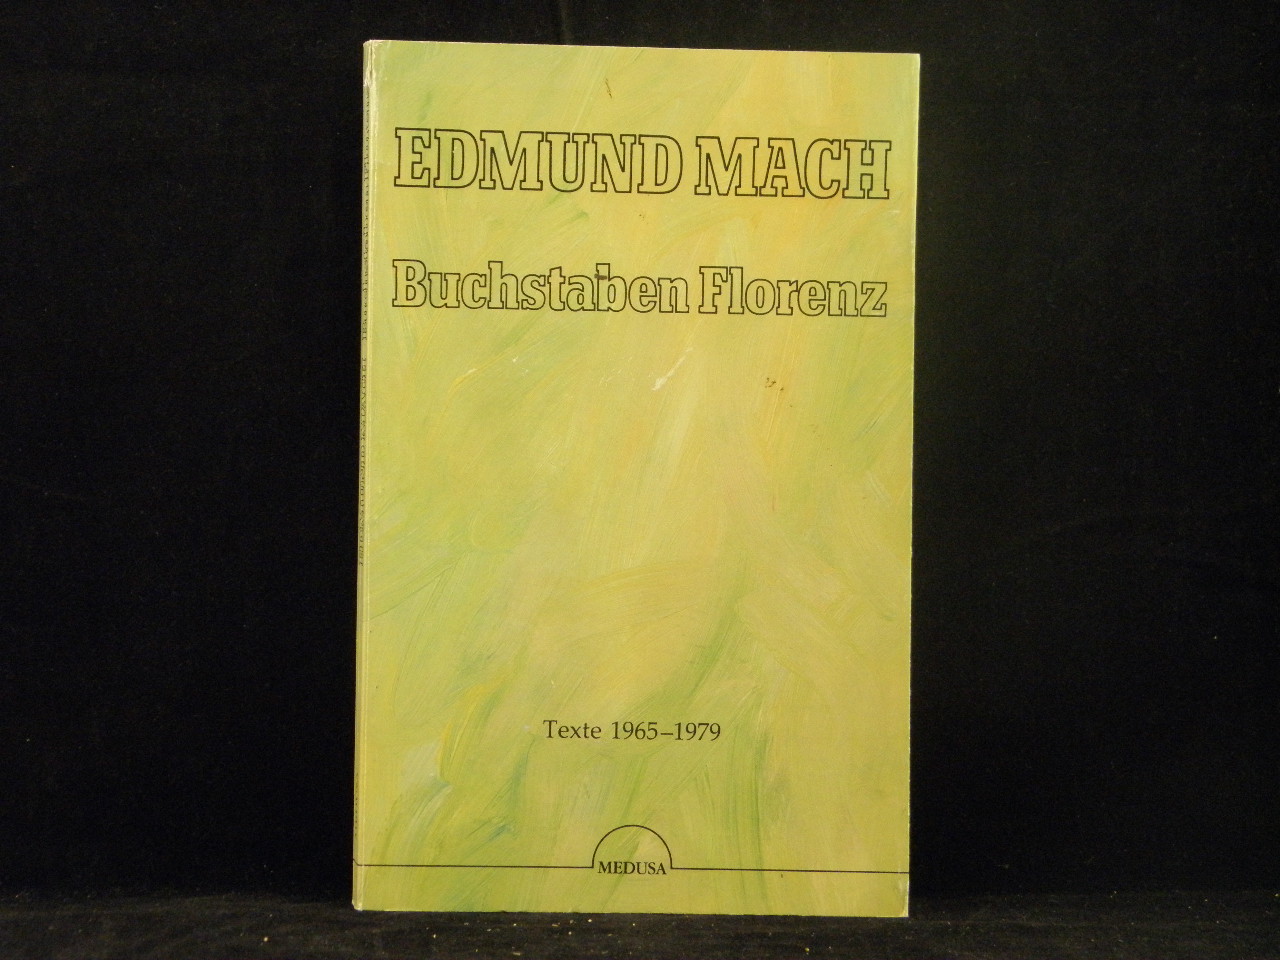 EDMUND MACH
Buchstaben Florenz
Texte 1965–1979
MEDUSA